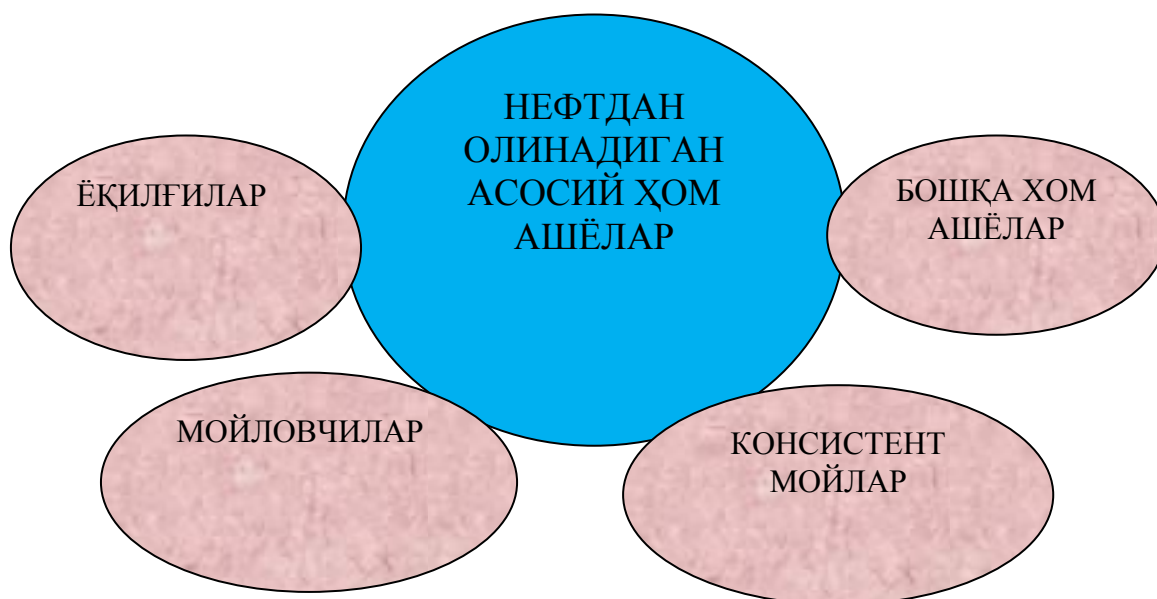 НЕФТДАН
ОЛИНАДИГАН
АСОСИЙ ҲОМ
АШЁЛАР
ЁҚИЛҒИЛАР
БОШҚА ХОМ
АШЁЛАР
МОЙЛОВЧИЛАР
КОНСИСТЕНТ
МОЙЛАР